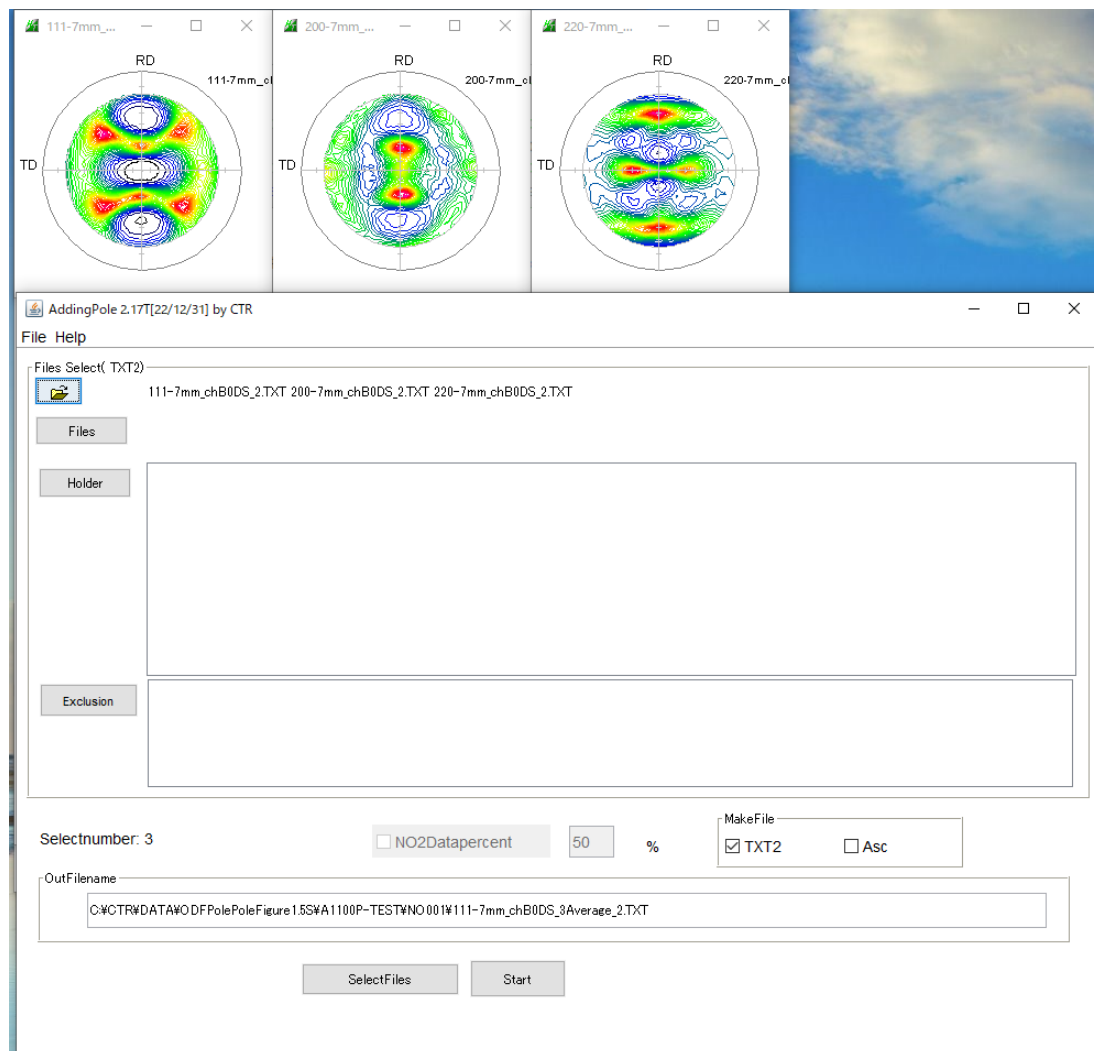 111-7mm_...
200-7mm_...
220-7mm_...
RD
RD
RD
111-7mm_cl
200-7mm_cl
220-7mm_cl
TD
TD
TD
AddingPole 2.17T[22/12/31] by CTR
File Help
Files Select( TXT2)
111-7mm_chB0DS_2.TXT 200-7mm_chB0DS_2.TXT 220-7mm_chB0DS_2.TXT
Files
Holder
Exclusion
MakeFile
Selectnumber: 3
NO2Datapercent
50
%
TXT2
Asc
OutFilename
C:¥CTR¥DATA¥ODFPolePoleFigure1.5S¥A1100P-TEST¥NO001¥111-7mm_chB0DS_3Average_2.TXT
SelectFiles
Start